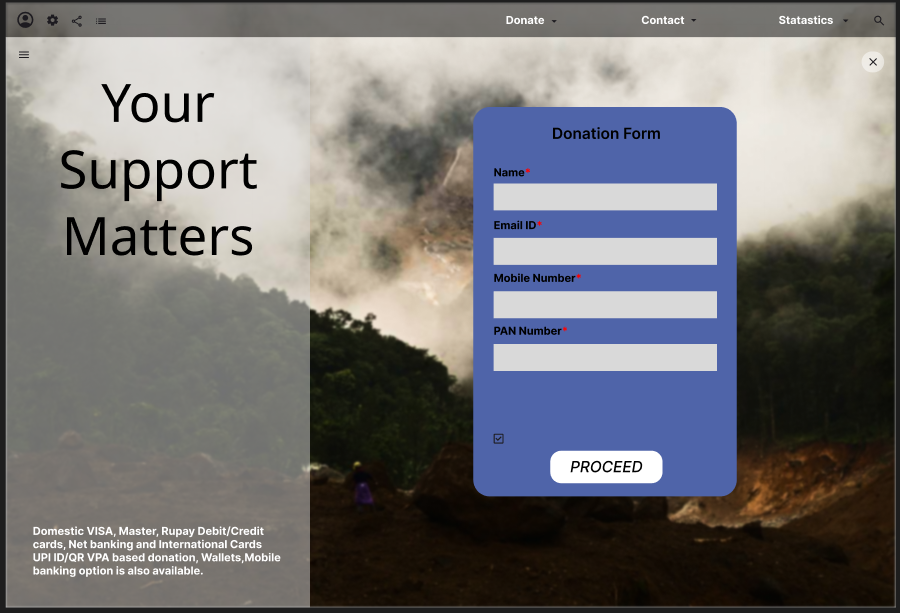 Donate
Contact
Statastics
Your
Support
Matters
Donation Form
Name*
Email ID*
Mobile Number*
PAN Number*
PROCEED
Domestic VISA, Master, Rupay Debit/Credit
cards, Net banking and International Cards
UPI ID/QR VPA based donation, Wallets,Mobile
banking option is also available.